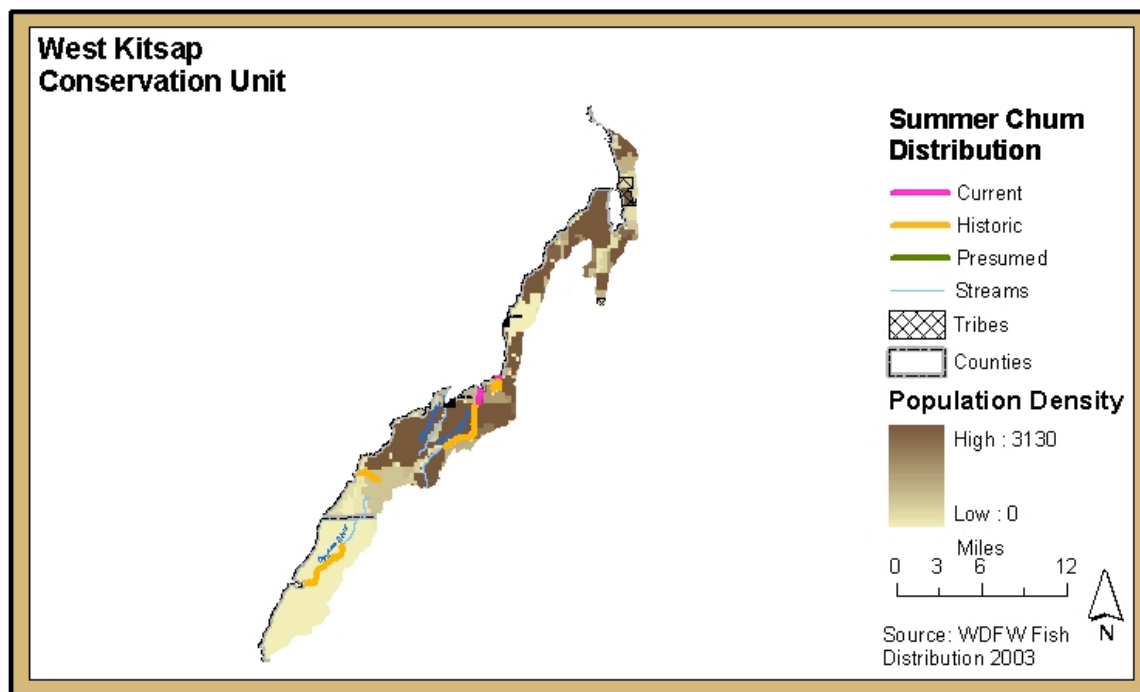 West Kitsap
Conservation Unit
Summer Chum
Distribution
Current
Historic
Presumed
Streams
Tribes
Counties
Population Density
High : 3130
Low : 0
Miles
0 3 6 12
N
Source: WDFW Fish
Distribution 2003